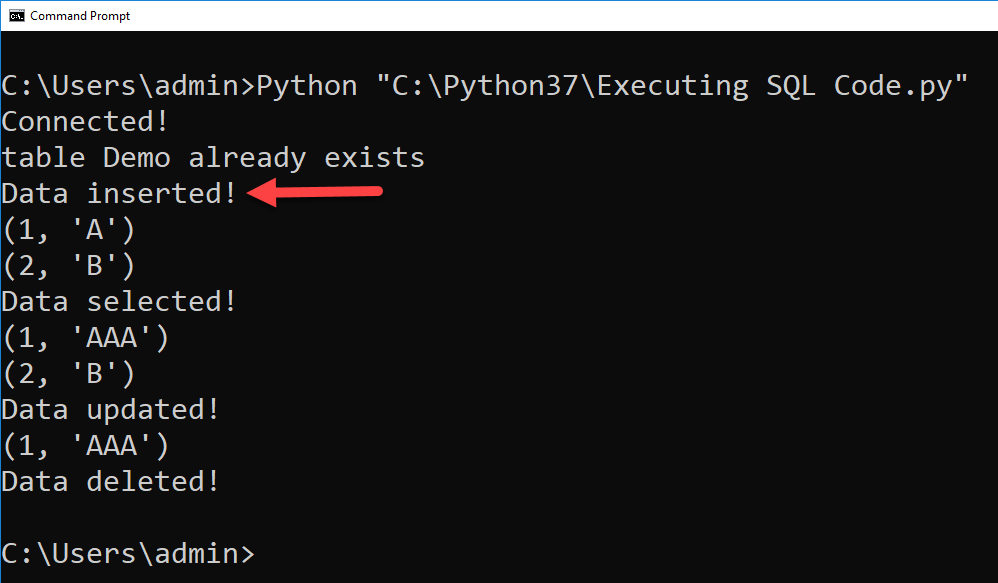 Command Prompt
C:\Users\admin>Python "C:\Python37\Executing SQL Code.py"
Connected!
table Demo already exists
Data inserted!
(1, 'A')
(2, 'B')
Data selected!
(1, 'AAA')
(2, 'B')
Data updated!
(1, 'AAA')
Data deleted!
C:\Users\admin>